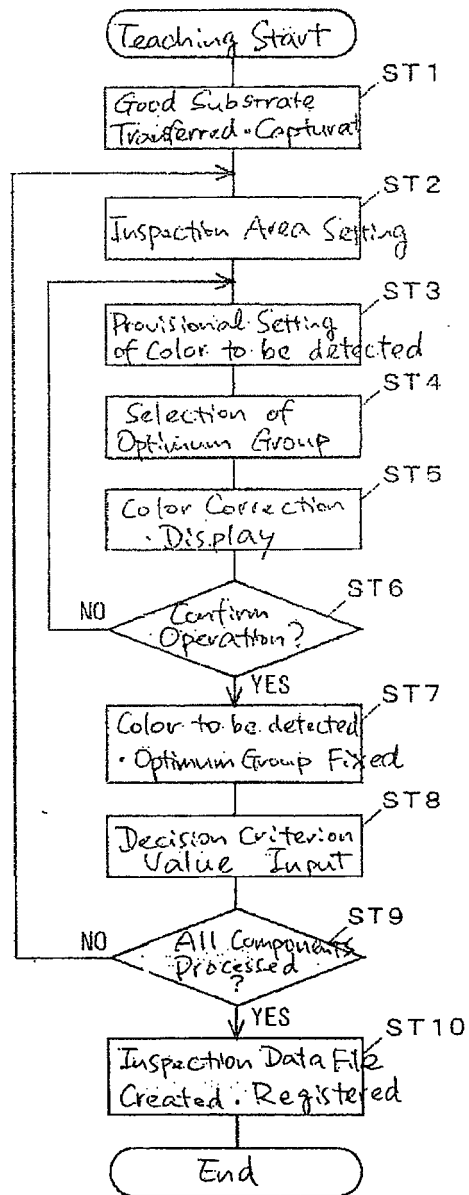 Teaching Start
ST1
Good Substrate
Transferred・Captured
ST2
Inspection Area Setting
ST3
Provisional Setting
of Color to be detected
ST4
Selection of
Optimum Group
ST5
Color Correction
・Display
ST6
Confirm
Operation?
NO
YES
ST7
Color to be detected
・Optimum Group Fixed
ST8
Decision Criterion
Value Input
ST9
All Components
Processed
?
NO
YES
ST10
Inspection Data File
Created・Registered
End